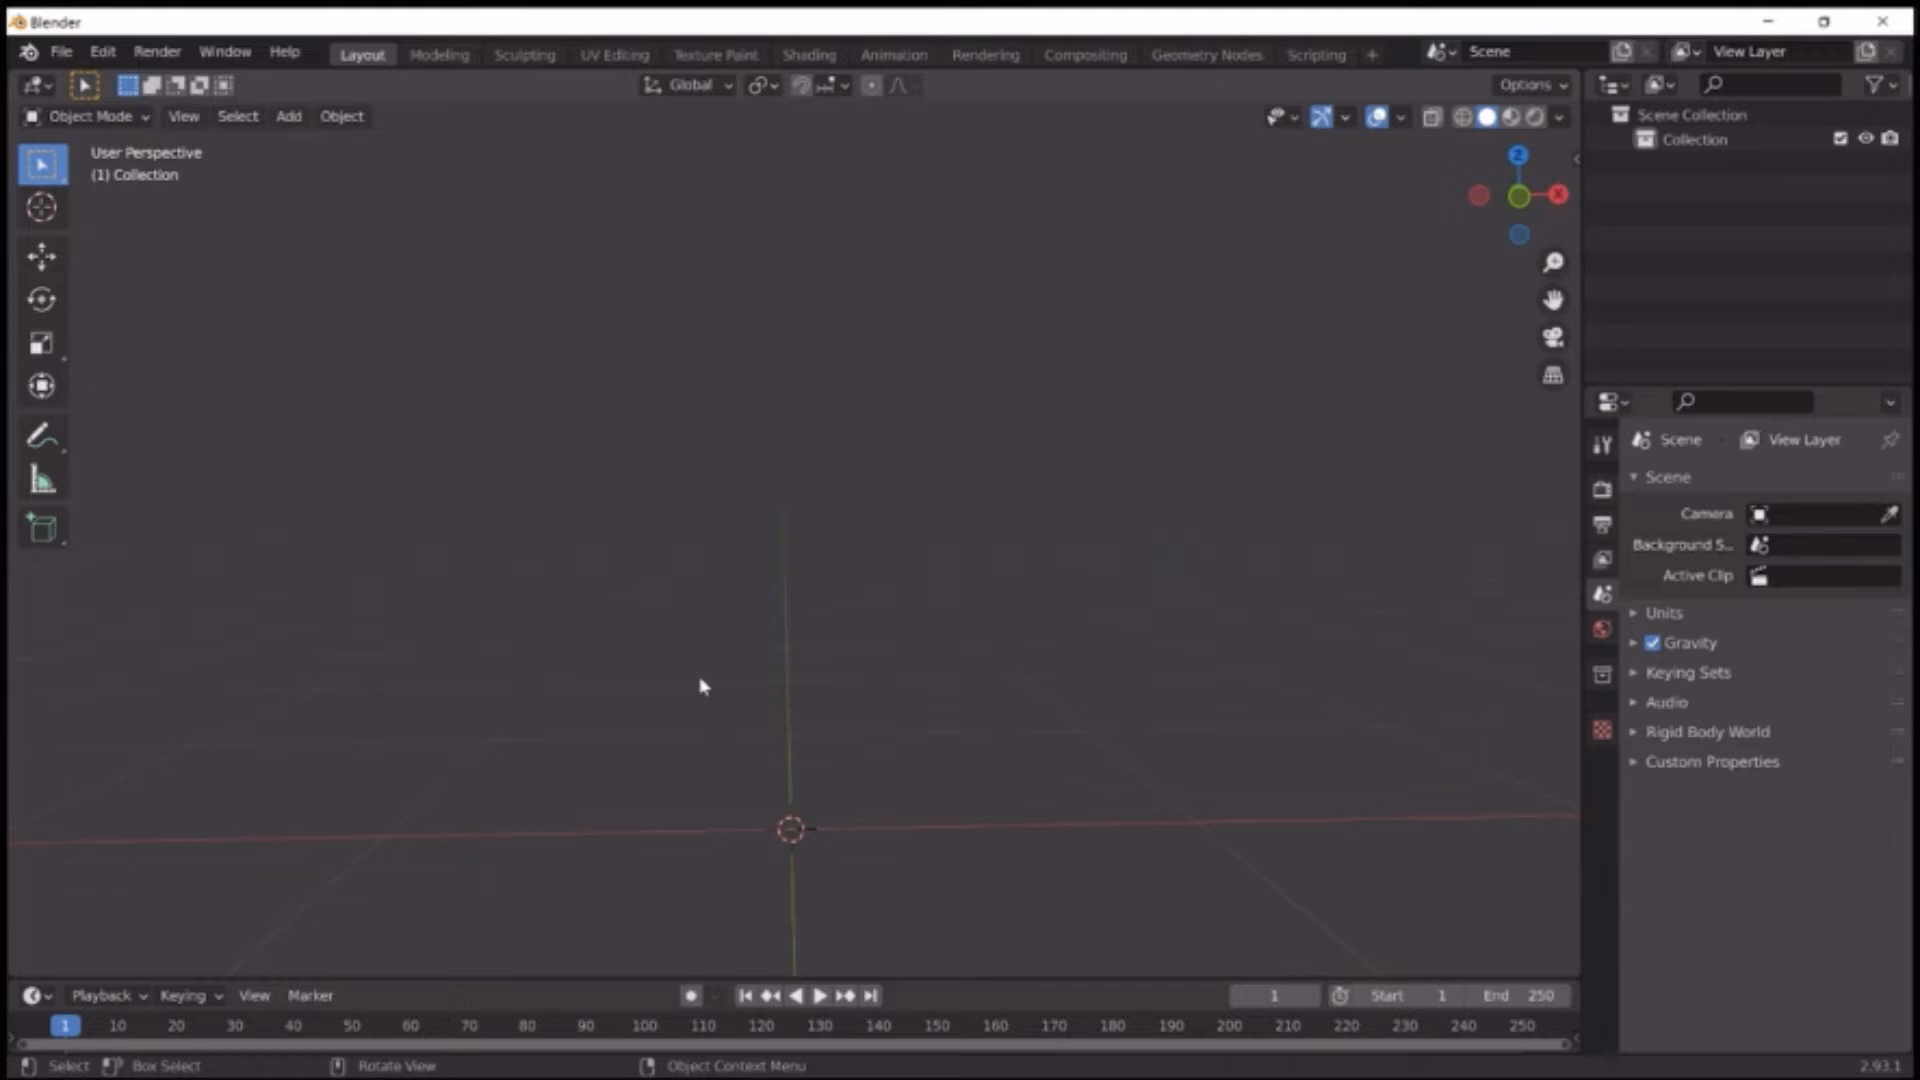 Blender
File Edit Render Window Help Layout Modeling Sculpting UV Editing Texture Paint Shading Animation Rendering Compositing Geometry Nodes Scripting + Scene View Layer
Global Options
Object Mode View Select Add Object
User Perspective
(1) Collection
Z
X
Scene Collection
Collection
Scene View Layer
Scene
Camera
Background S...
Active Clip
Units
Gravity
Keying Sets
Audio
Rigid Body World
Custom Properties
Playback Keying View Marker 1 Start 1 End 250
1 10 20 30 40 50 60 70 80 90 100 110 120 130 140 150 160 170 180 190 200 210 220 230 240 250
Select Box Select Rotate View Object Context Menu 2.93.1